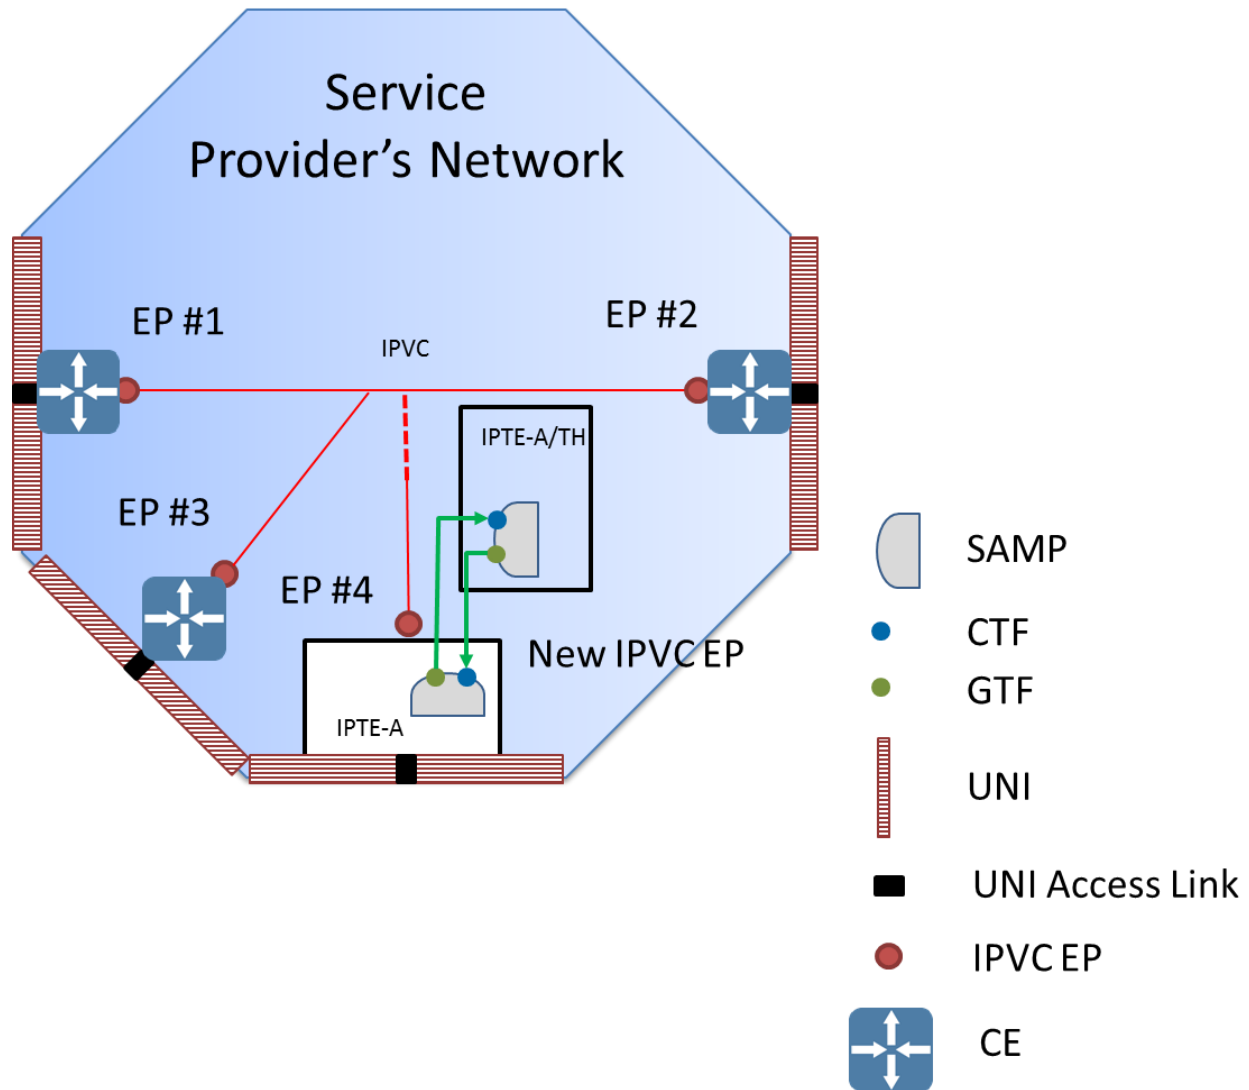 Service
Provider's Network
EP #1
EP #2
IPVC
IPTE-A/TH
EP #3
EP #4
New IPVC EP
IPTE-A
SAMP
CTF
GTF
UNI
UNI Access Link
IPVC EP
CE